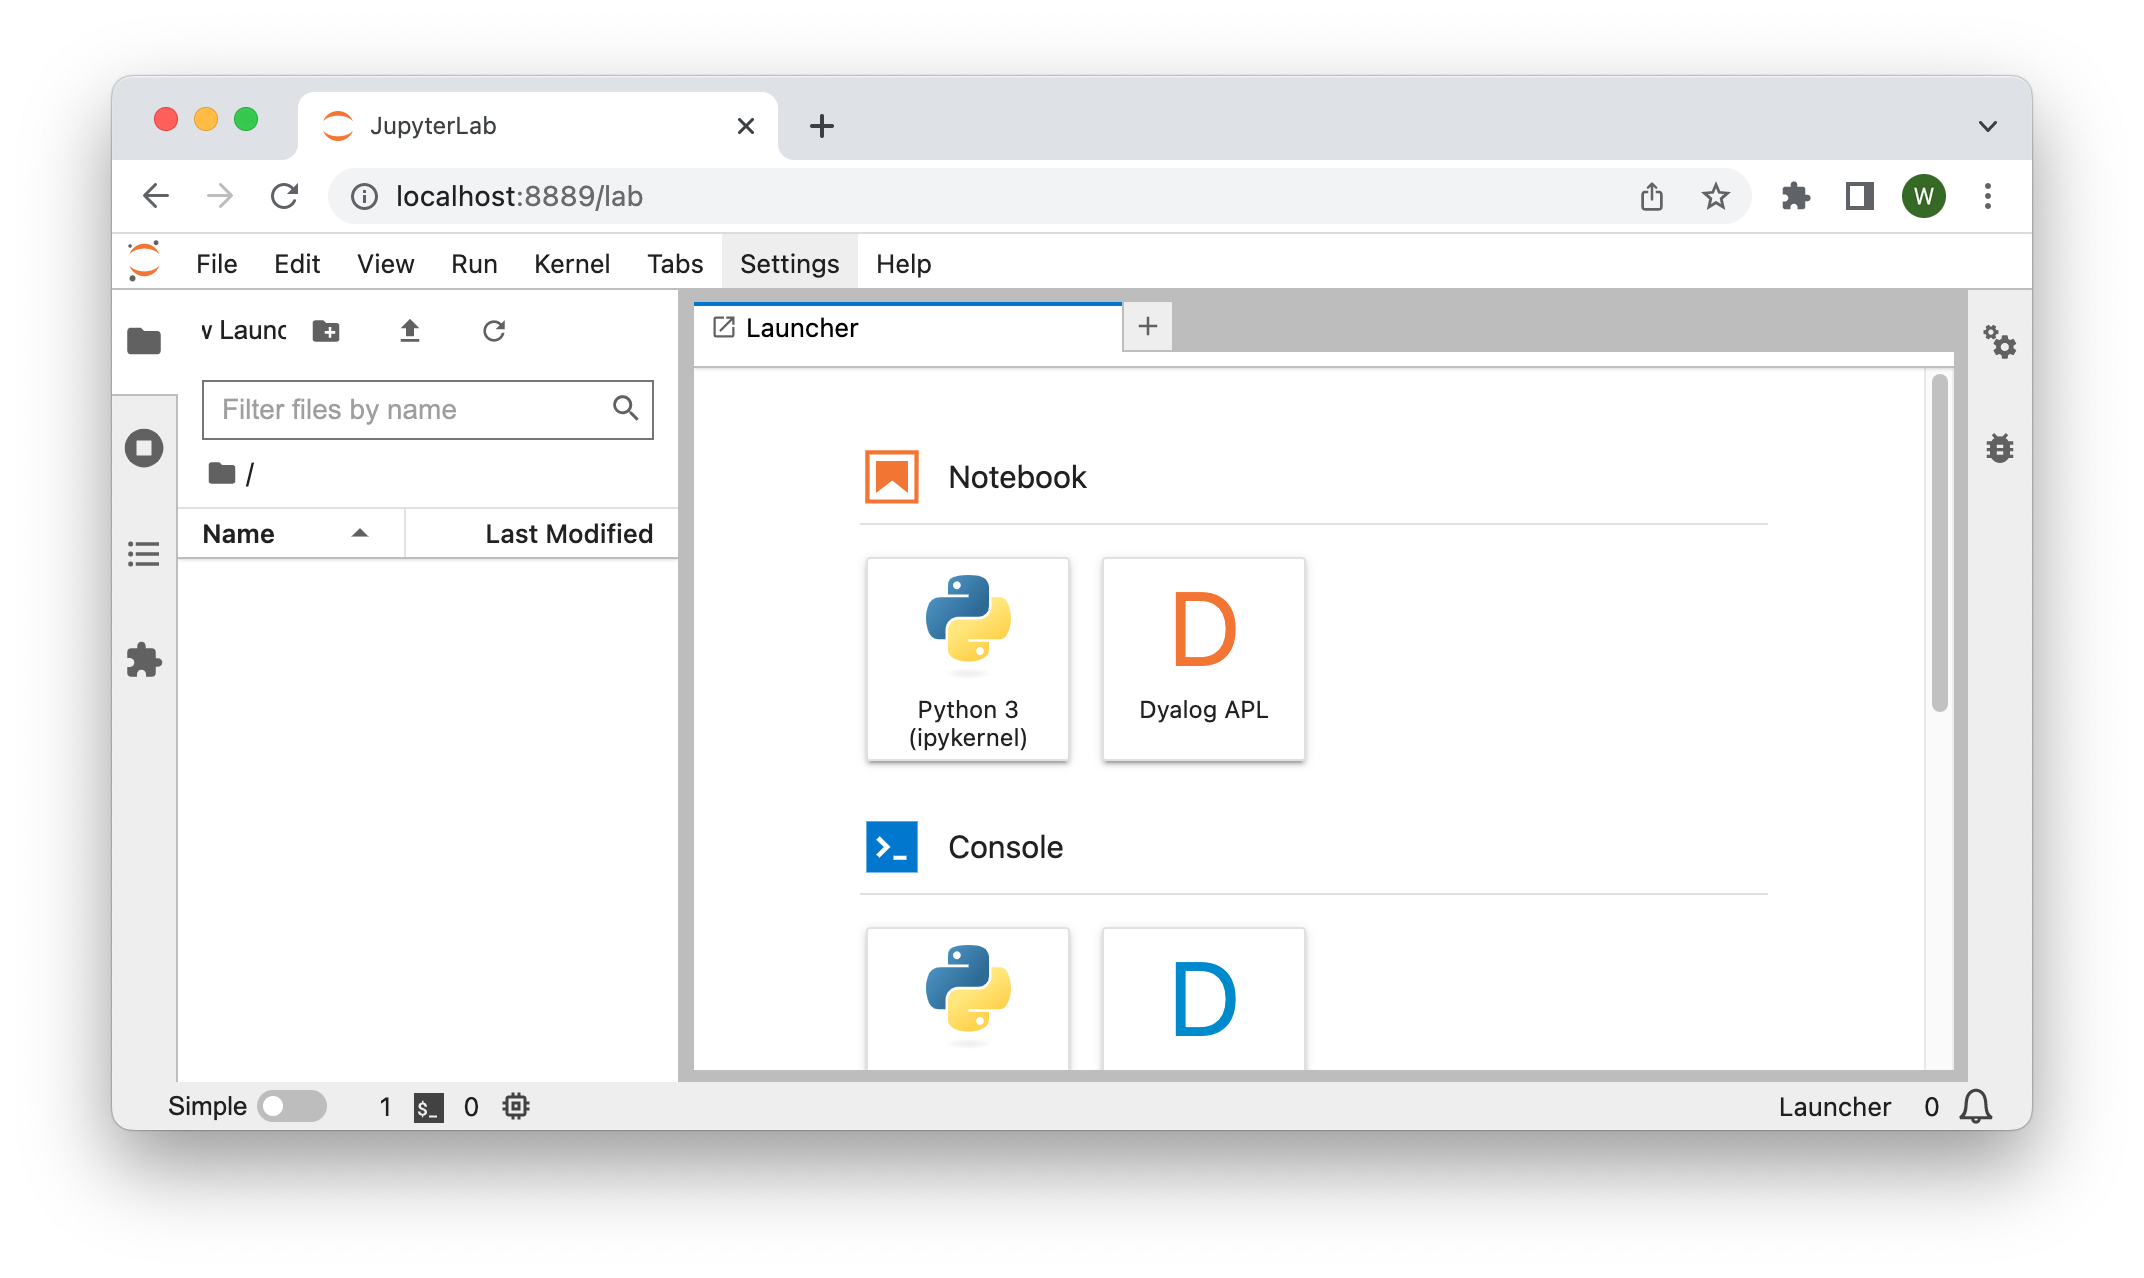 JupyterLab
localhost:8889/lab
W
File Edit View Run Kernel Tabs Settings Help
v Launc
Launcher
Filter files by name
/
Name Last Modified
Notebook
Python 3
(ipykernel)
D
Dyalog APL
Console
>_
D
Simple 1 $_ 0
Launcher 0